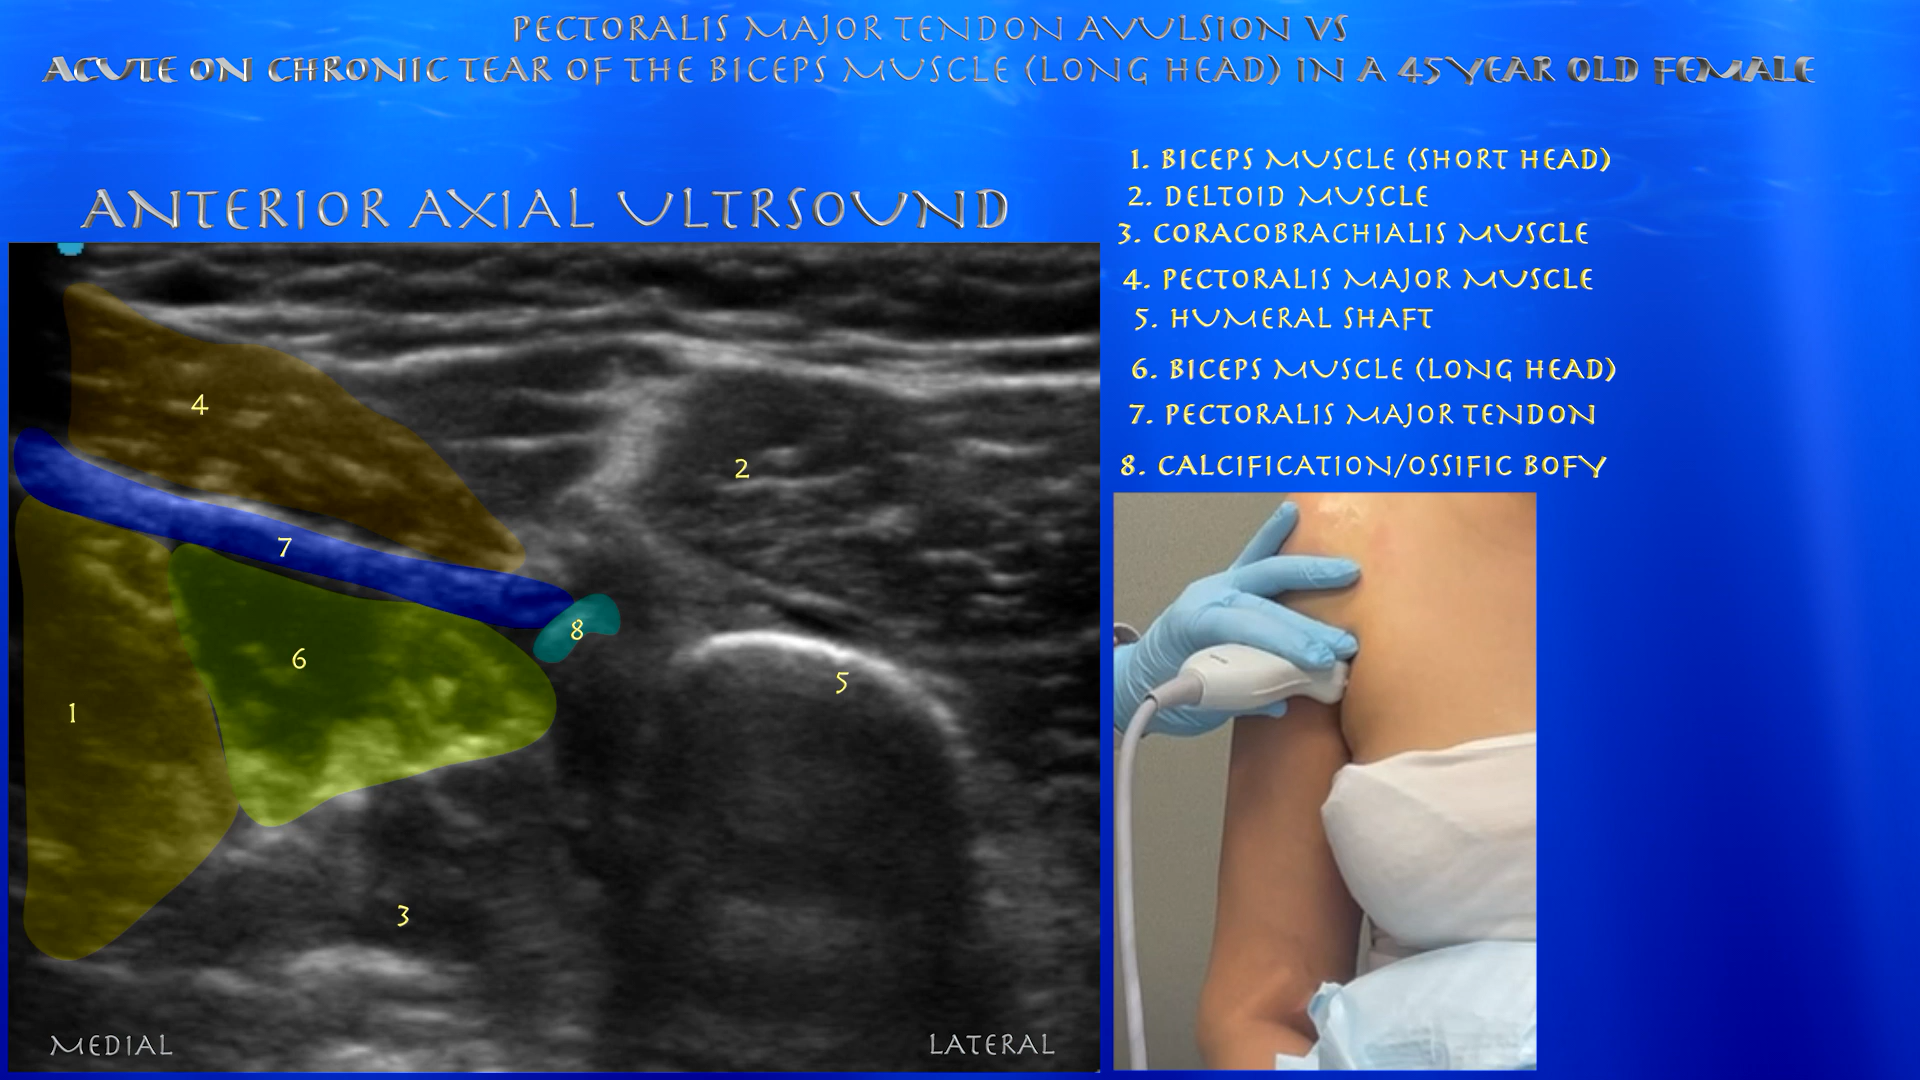 PECTORALIS MAJOR TENDON AVULSION VS
ACUTE ON CHRONIC TEAR OF THE BICEPS MUSCLE (LONG HEAD) IN A 45 YEAR OLD FEMALE
ANTERIOR AXIAL ULTRSOUND
1. BICEPS MUSCLE (SHORT HEAD)
2. DELTOID MUSCLE
3. CORACOBRACHIALIS MUSCLE
4. PECTORALIS MAJOR MUSCLE
5. HUMERAL SHAFT
6. BICEPS MUSCLE (LONG HEAD)
7. PECTORALIS MAJOR TENDON
8. CALCIFICATION/OSSIFIC BOFY
4
2
7
8
6
5
1
3
MEDIAL
LATERAL